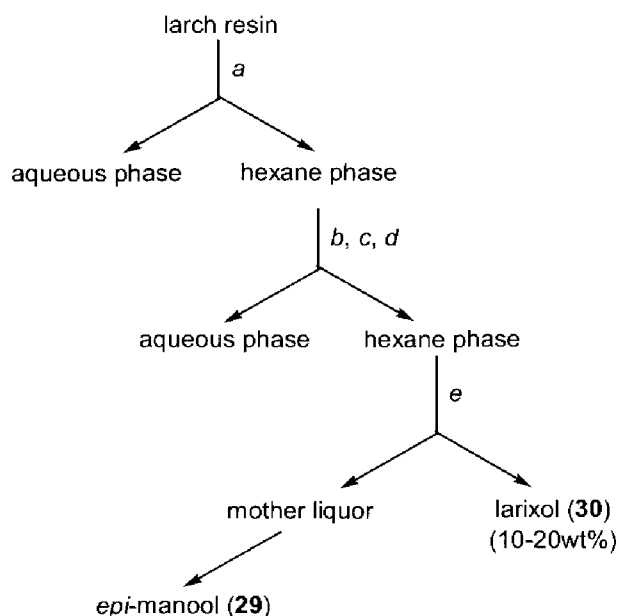 larch resin
a
aqueous phase hexane phase
b, c, d
aqueous phase hexane phase
e
mother liquor larixol (30)
(10-20wt%)
epi-manool (29)